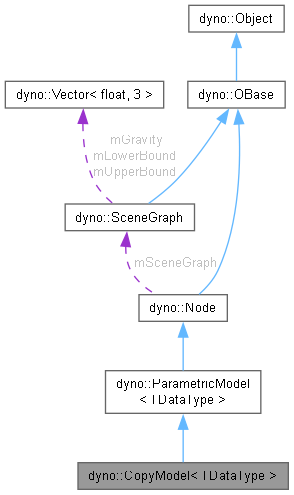 dyno::Object
dyno::Vector< float, 3 >
dyno::OBase
mGravity
mLowerBound
mUpperBound
dyno::SceneGraph
mSceneGraph
dyno::Node
dyno::ParametricModel
< TDataType >
dyno::CopyModel< TDataType >